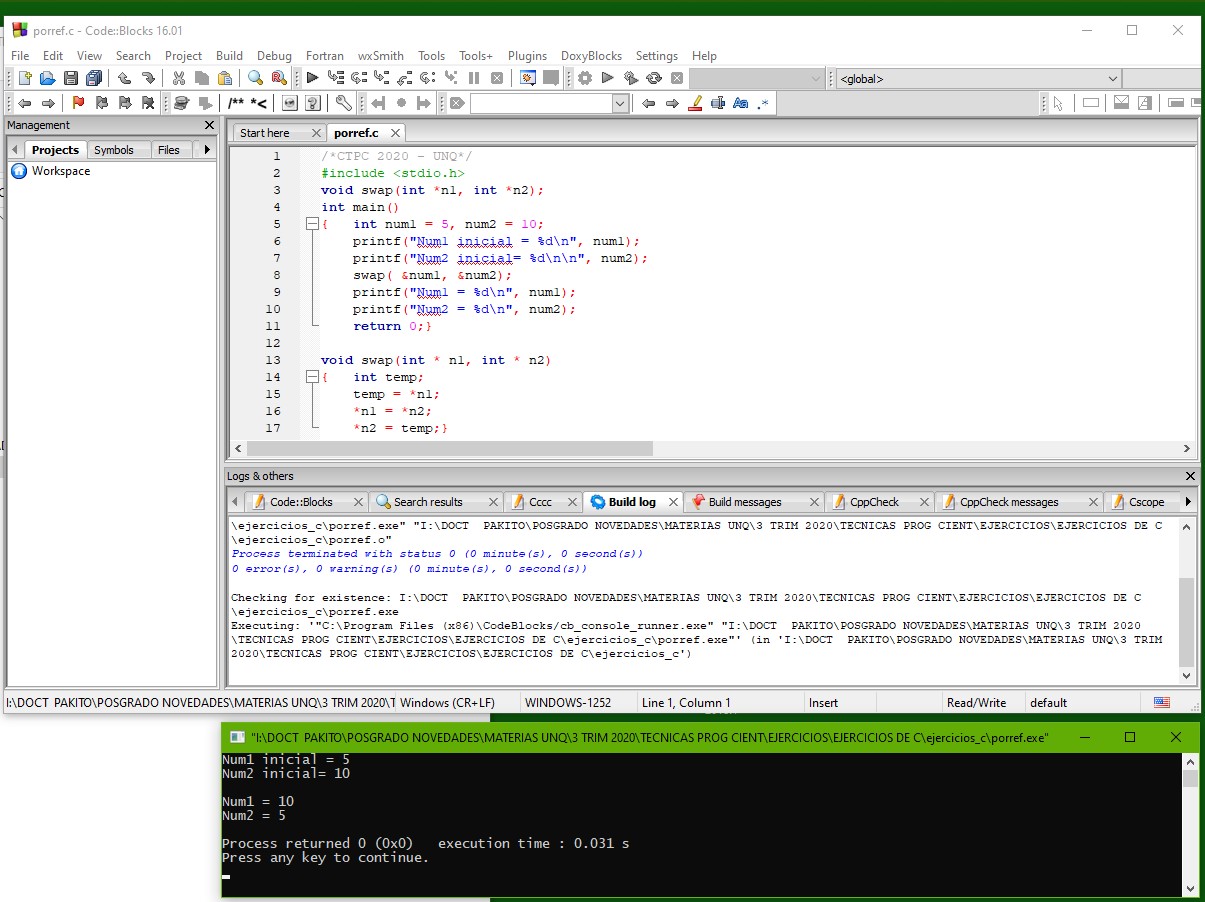 porref.c - Code::Blocks 16.01
File Edit View Search Project Build Debug Fortran wxSmith Tools Tools+ Plugins DoxyBlocks Settings Help
<global>
/** *<
Aa .*
Management
Projects Symbols Files
Workspace
Start here porref.c
1 /*CTPC 2020 - UNQ*/
2 #include <stdio.h>
3 void swap(int *n1, int *n2);
4 int main()
5 { int num1 = 5, num2 = 10;
6 printf("Num1 inicial = %d\n", num1);
7 printf("Num2 inicial= %d\n\n", num2);
8 swap( &num1, &num2);
9 printf("Num1 = %d\n", num1);
10 printf("Num2 = %d\n", num2);
11 return 0;}
12
13 void swap(int * n1, int * n2)
14 { int temp;
15 temp = *n1;
16 *n1 = *n2;
17 *n2 = temp;}
Logs & others
Code::Blocks Search results Cccc Build log Build messages CppCheck CppCheck messages Cscope
\ejercicios_c\porref.exe" "I:\DOCT  PAKITO\POSGRADO NOVEDADES\MATERIAS UNQ\3 TRIM 2020\TECNICAS PROG CIENT\EJERCICIOS\EJERCICIOS DE C
\ejercicios_c\porref.o"
Process terminated with status 0 (0 minute(s), 0 second(s))
0 error(s), 0 warning(s) (0 minute(s), 0 second(s))
Checking for existence: I:\DOCT  PAKITO\POSGRADO NOVEDADES\MATERIAS UNQ\3 TRIM 2020\TECNICAS PROG CIENT\EJERCICIOS\EJERCICIOS DE C
\ejercicios_c\porref.exe
Executing: '"C:\Program Files (x86)\CodeBlocks/cb_console_runner.exe" "I:\DOCT  PAKITO\POSGRADO NOVEDADES\MATERIAS UNQ\3 TRIM 2020
\TECNICAS PROG CIENT\EJERCICIOS\EJERCICIOS DE C\ejercicios_c\porref.exe"' (in 'I:\DOCT  PAKITO\POSGRADO NOVEDADES\MATERIAS UNQ\3 TRIM
2020\TECNICAS PROG CIENT\EJERCICIOS\EJERCICIOS DE C\ejercicios_c')
I:\DOCT PAKITO\POSGRADO NOVEDADES\MATERIAS UNQ\3 TRIM 2020\T Windows (CR+LF) WINDOWS-1252 Line 1, Column 1 Insert Read/Write default
"I:\DOCT PAKITO\POSGRADO NOVEDADES\MATERIAS UNQ\3 TRIM 2020\TECNICAS PROG CIENT\EJERCICIOS\EJERCICIOS DE C\ejercicios_c\porref.exe"
Num1 inicial = 5
Num2 inicial= 10
Num1 = 10
Num2 = 5
Process returned 0 (0x0)   execution time : 0.031 s
Press any key to continue.